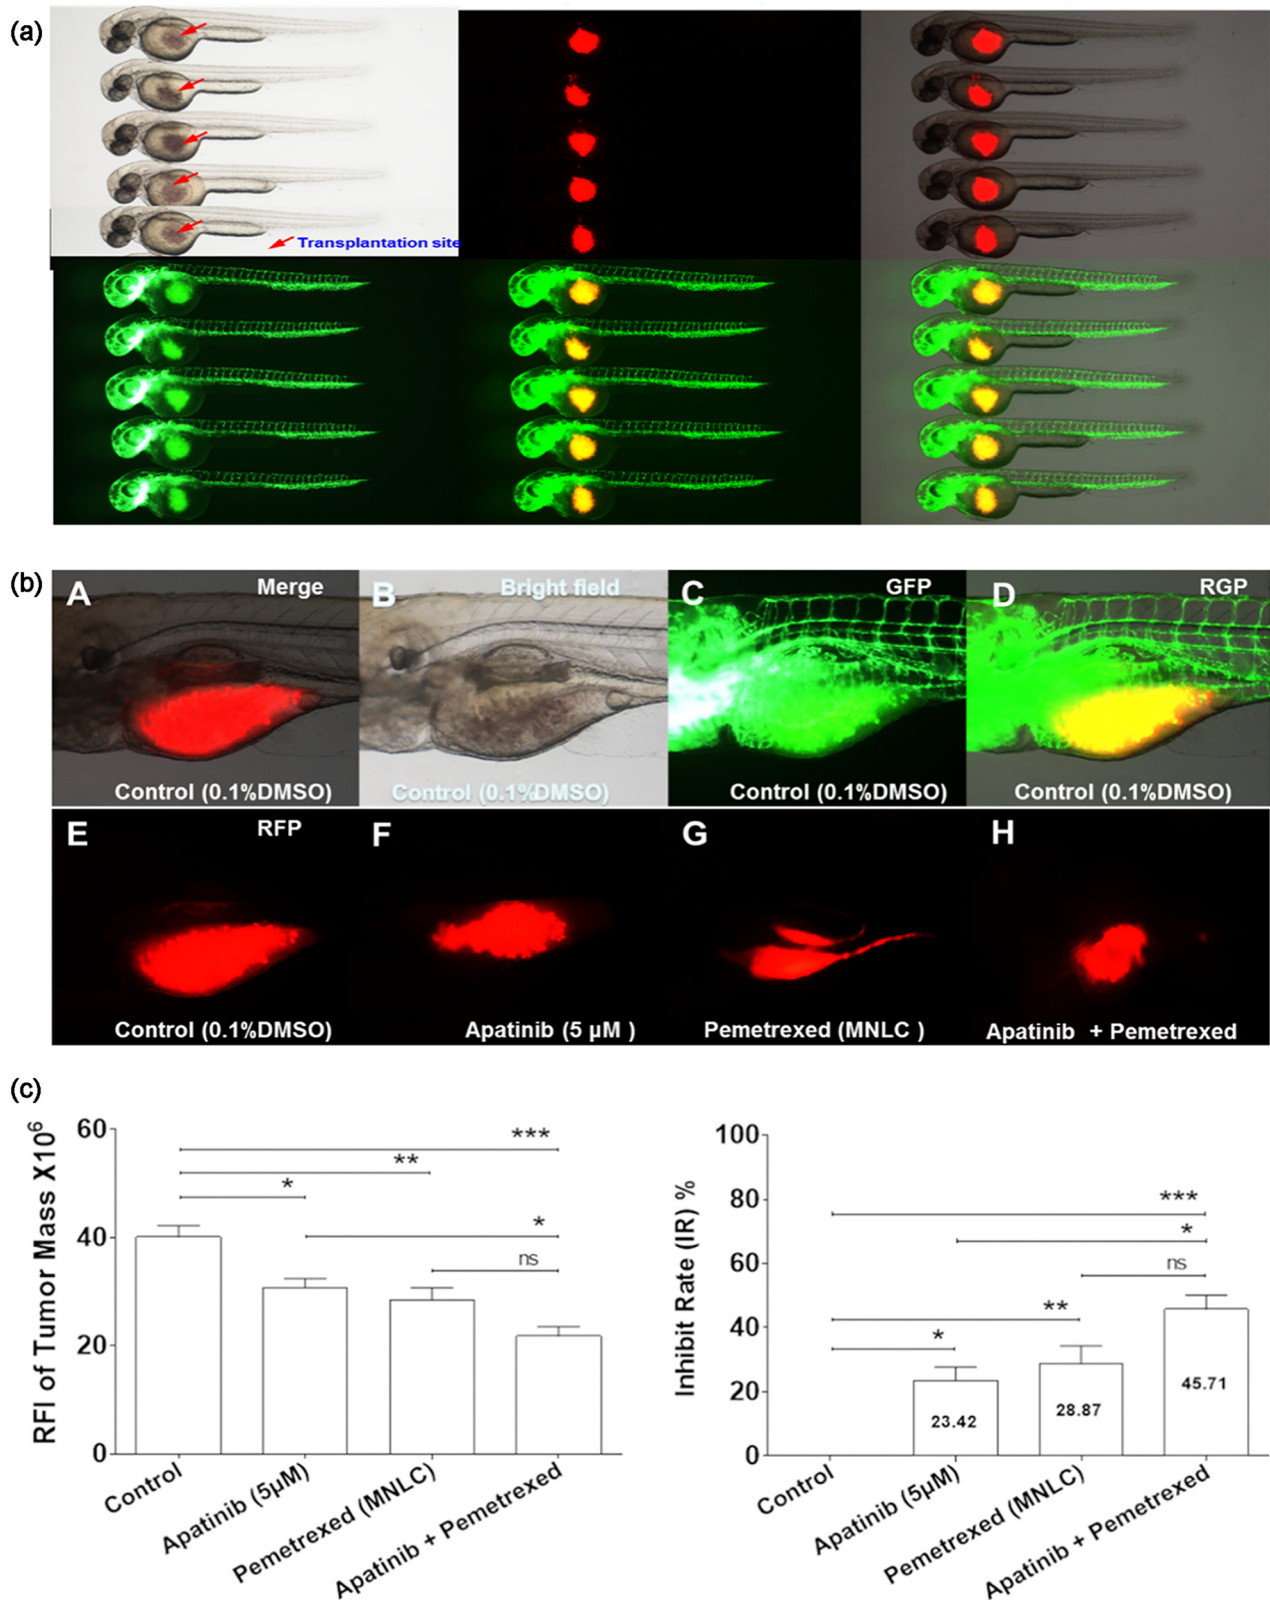 (a)
Transplantation site
(b)
A Merge
B Bright field
C GFP
D RGP
Control (0.1%DMSO)
Control (0.1%DMSO)
Control (0.1%DMSO)
Control (0.1%DMSO)
E RFP
F
G
H
Control (0.1%DMSO)
Apatinib (5 µM )
Pemetrexed (MNLC )
Apatinib + Pemetrexed
(c)
RFI of Tumor Mass X10⁶
60
40
20
0
***
**
*
*
ns
Control
Apatinib (5µM)
Pemetrexed (MNLC)
Apatinib + Pemetrexed
Inhibit Rate (IR) %
100
80
60
40
20
0
***
*
ns
**
*
23.42
28.87
45.71
Control
Apatinib (5µM)
Pemetrexed (MNLC)
Apatinib + Pemetrexed